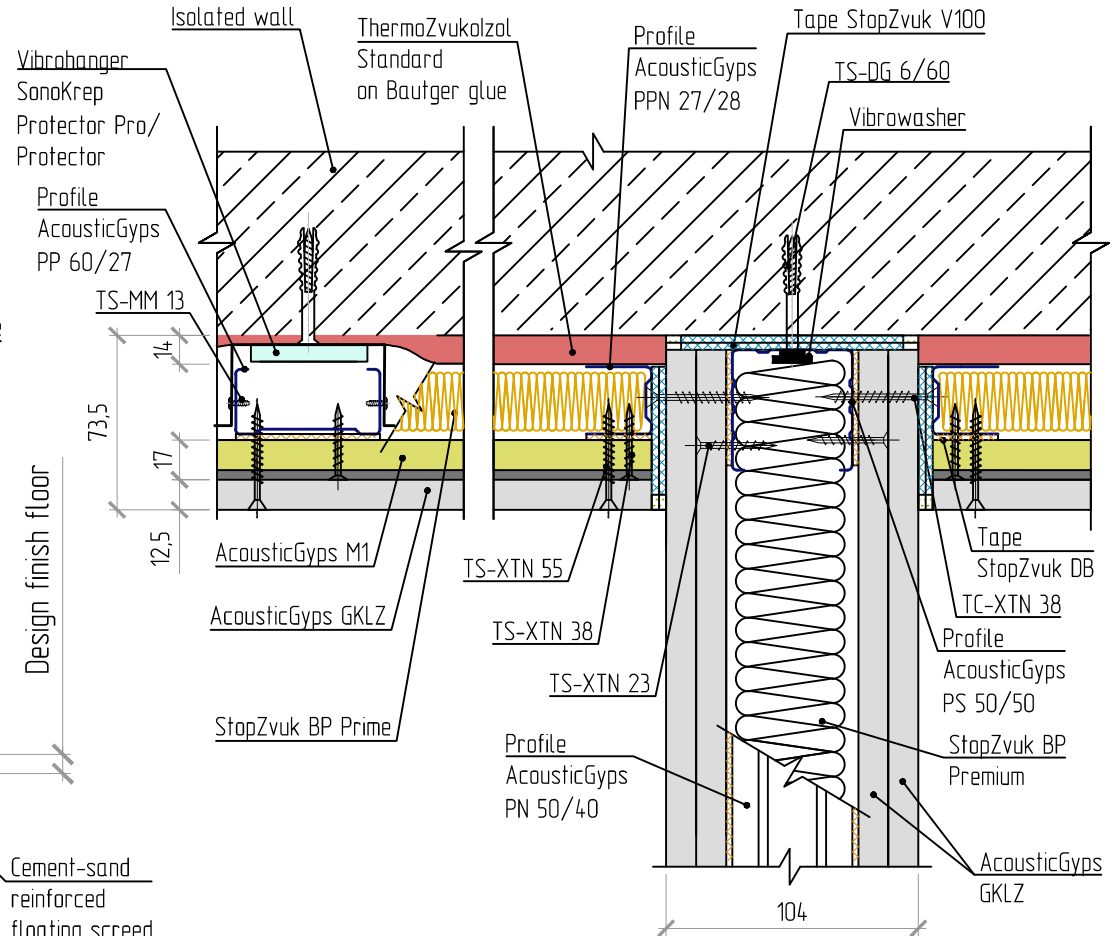 Isolated wall
ThermoZvukoIzol
Standard
on Bautger glue
Profile
AcousticGyps
PPN 27/28
Tape StopZvuk V100
TS-DG 6/60
Vibrowasher
Vibrohanger
SonoKrep
Protector Pro/
Protector
Profile
AcousticGyps
PP 60/27
TS-MM 13
14
73,5
17
12,5
Design finish floor
AcousticGyps M1
AcousticGyps GKLZ
StopZvuk BP Prime
TS-XTN 55
TS-XTN 38
TS-XTN 23
Profile
AcousticGyps
PN 50/40
Tape
StopZvuk DB
TC-XTN 38
Profile
AcousticGyps
PS 50/50
StopZvuk BP
Premium
AcousticGyps
GKLZ
104
Cement-sand
reinforced
floating screed